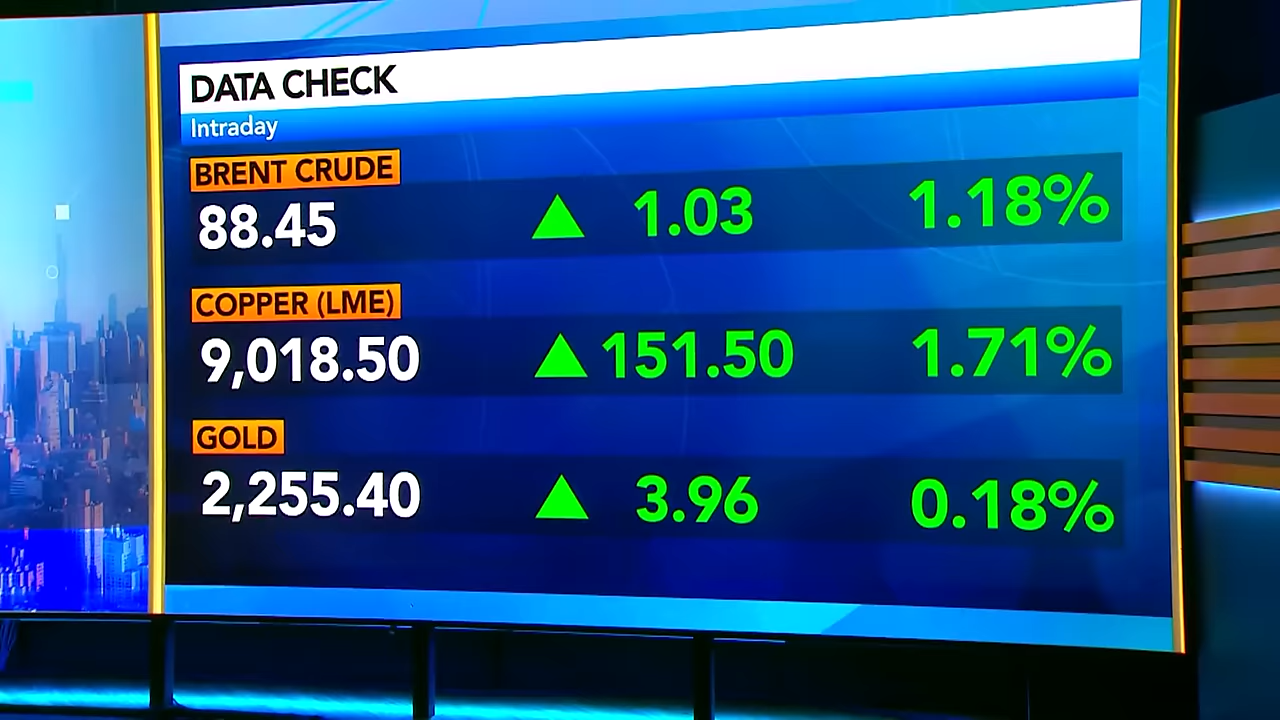 DATA CHECK
Intraday
BRENT CRUDE
88.45 ▲ 1.03 1.18%
COPPER (LME)
9,018.50 ▲ 151.50 1.71%
GOLD
2,255.40 ▲ 3.96 0.18%